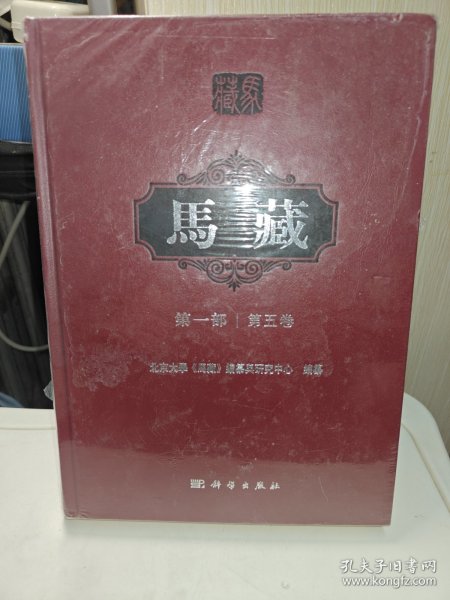 馬藏
馬藏
第一部 | 第五卷
北京大學《馬藏》編纂與研究中心 編纂
科学出版社
孔夫子旧书网
www.kongfz.com